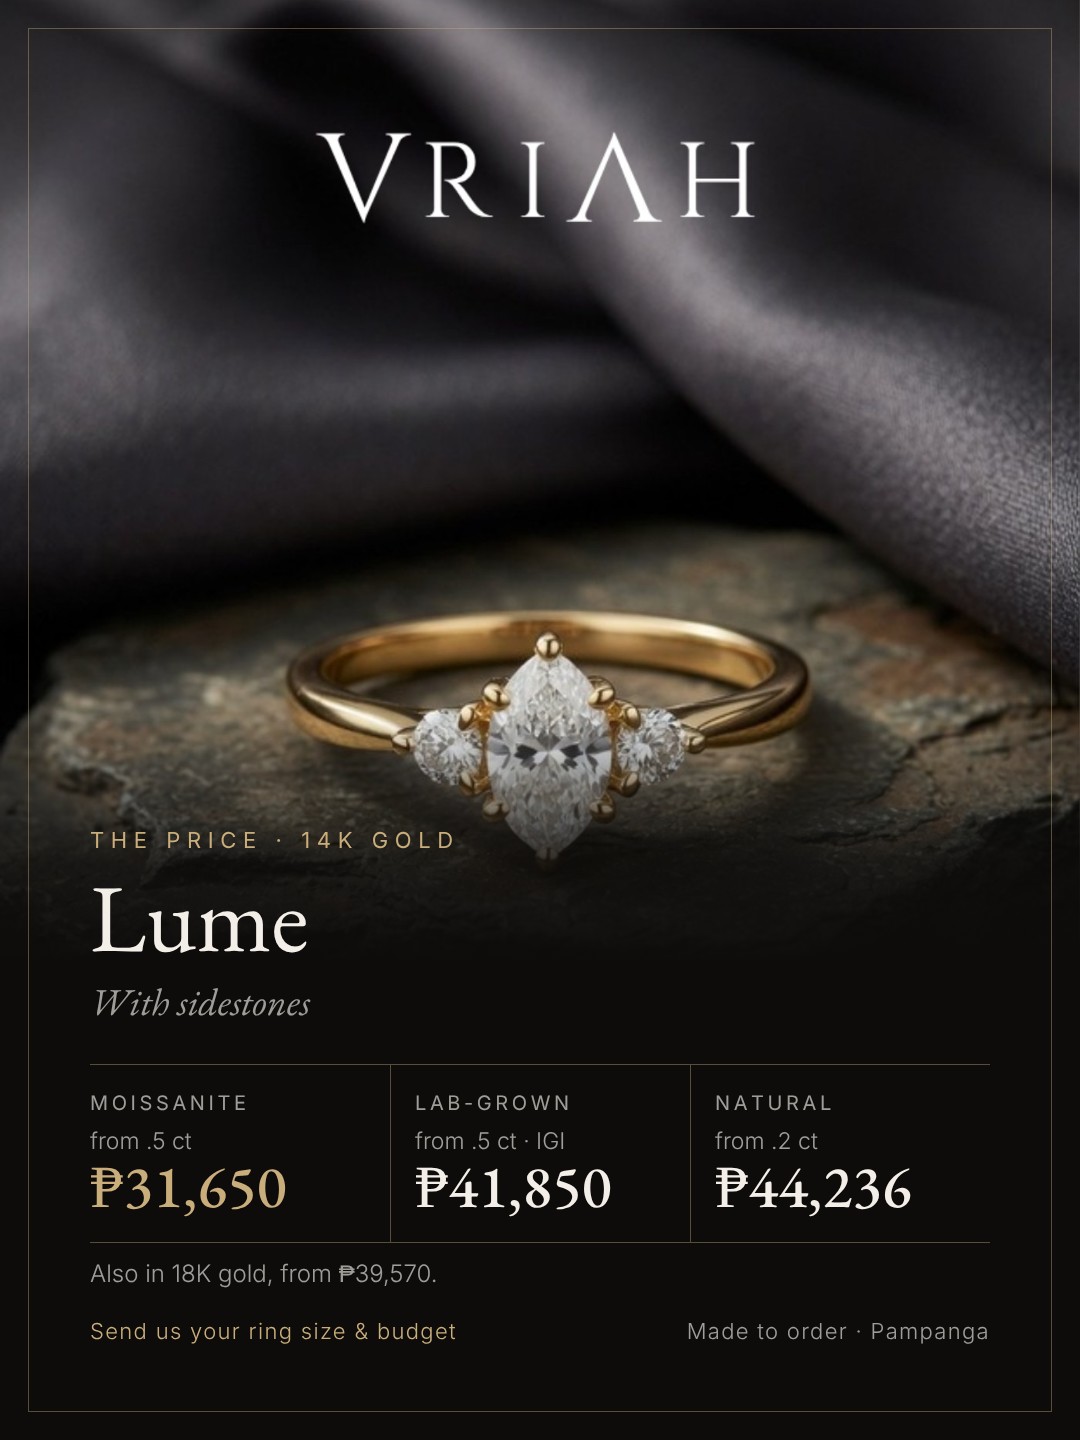 VRIAH
THE PRICE · 14K GOLD
Lume
With sidestones
MOISSANITE
from .5 ct
₱31,650
LAB-GROWN
from .5 ct · IGI
₱41,850
NATURAL
from .2 ct
₱44,236
Also in 18K gold, from ₱39,570.
Send us your ring size & budget
Made to order · Pampanga